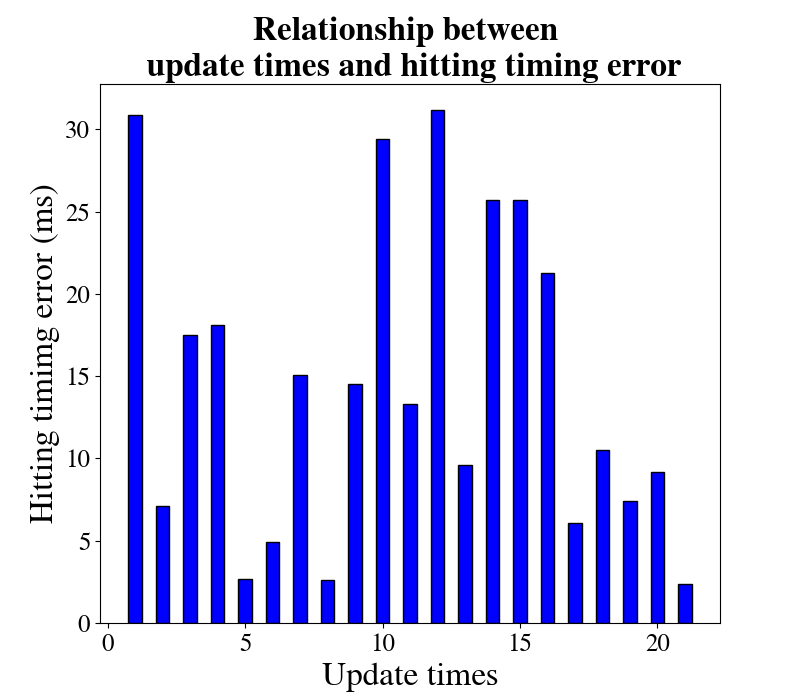 Relationship between
update times and hitting timing error
Hitting timimg error (ms)
30
25
20
15
10
5
0
0 5 10 15 20
Update times